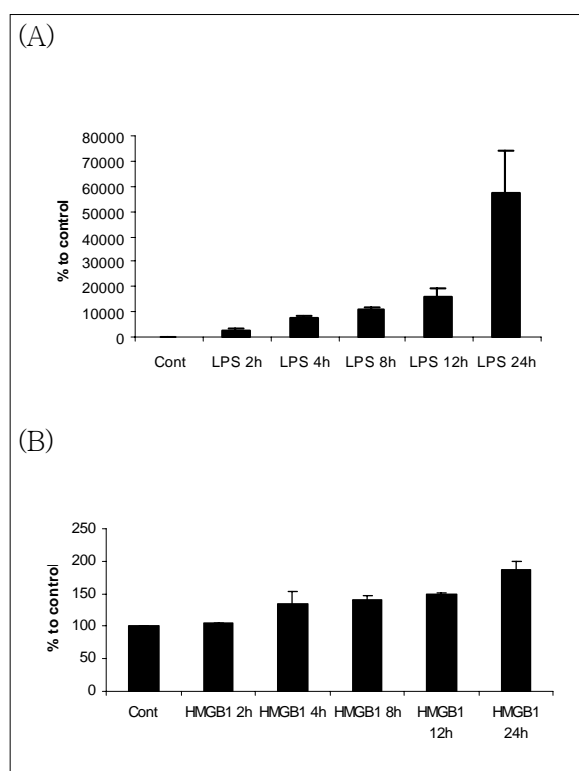 (A)
80000
70000
60000
50000
40000
30000
20000
10000
0
% to control
Cont LPS 2h LPS 4h LPS 8h LPS 12h LPS 24h
(B)
250
200
150
100
50
0
% to control
Cont HMGB1 2h HMGB1 4h HMGB1 8h HMGB1 HMGB1
12h 24h